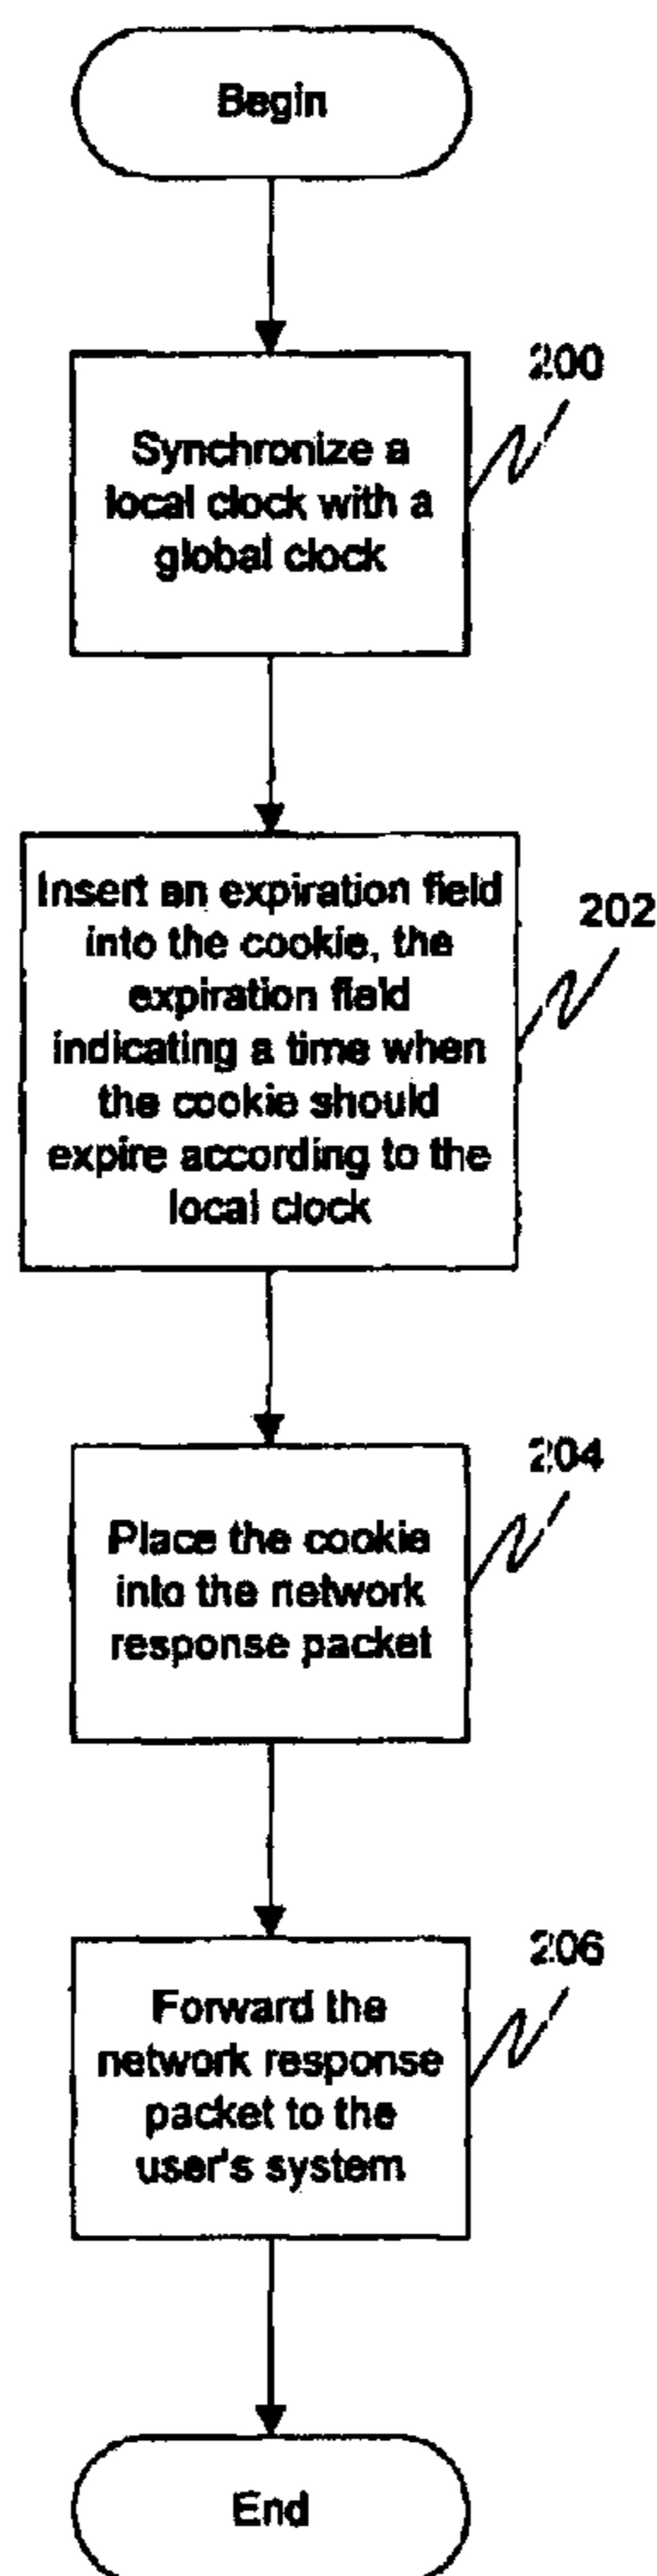 Begin
200
Synchronize a
local clock with a
global clock
202
Insert an expiration field
into the cookie, the
expiration field
indicating a time when
the cookie should
expire according to the
local clock
204
Place the cookie
into the network
response packet
206
Forward the
network response
packet to the
user's system
End